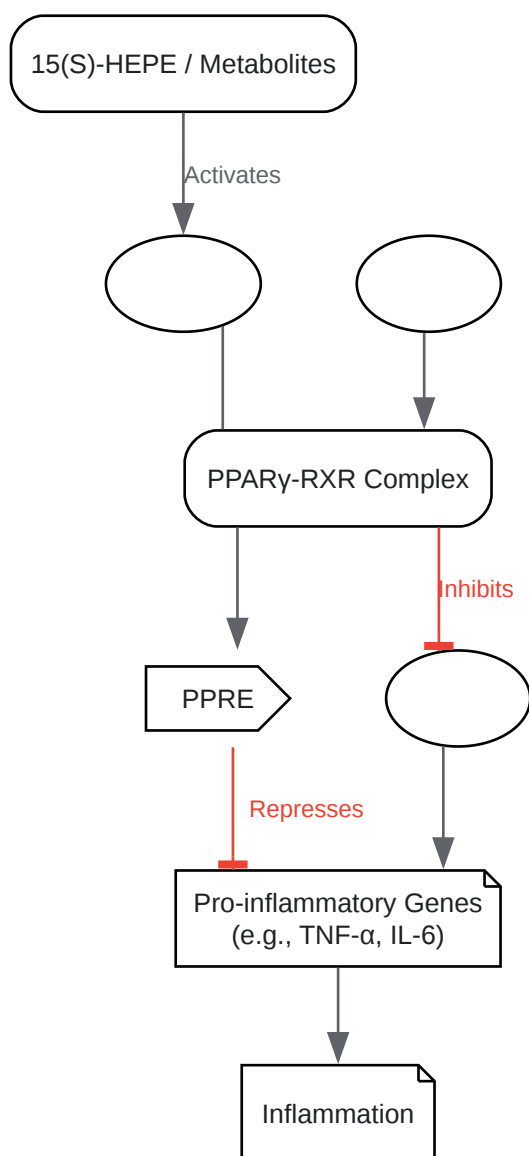 15(S)-HEPE / Metabolites
Activates
PPARγ-RXR Complex
Inhibits
PPRE
Represses
Pro-inflammatory Genes
(e.g., TNF-α, IL-6)
Inflammation